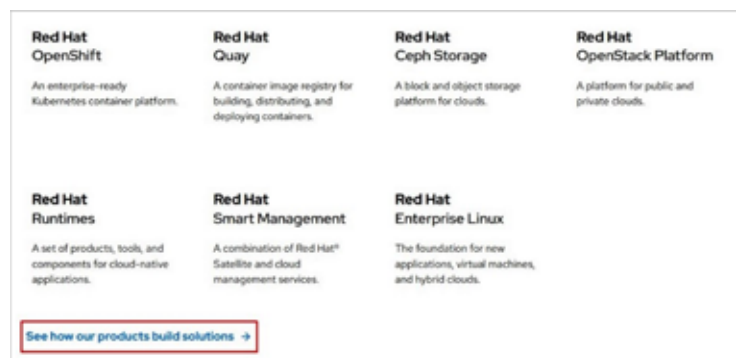 Red Hat
OpenShift
An enterprise-ready
Kubernetes container platform.
Red Hat
Quay
A container image registry for
building, distributing, and
deploying containers.
Red Hat
Ceph Storage
A block and object storage
platform for clouds.
Red Hat
OpenStack Platform
A platform for public and
private clouds.
Red Hat
Runtimes
A set of products, tools, and
components for cloud-native
applications.
Red Hat
Smart Management
A combination of Red Hat®
Satellite and cloud
management services.
Red Hat
Enterprise Linux
The foundation for new
applications, virtual machines,
and hybrid clouds.
See how our products build solutions →